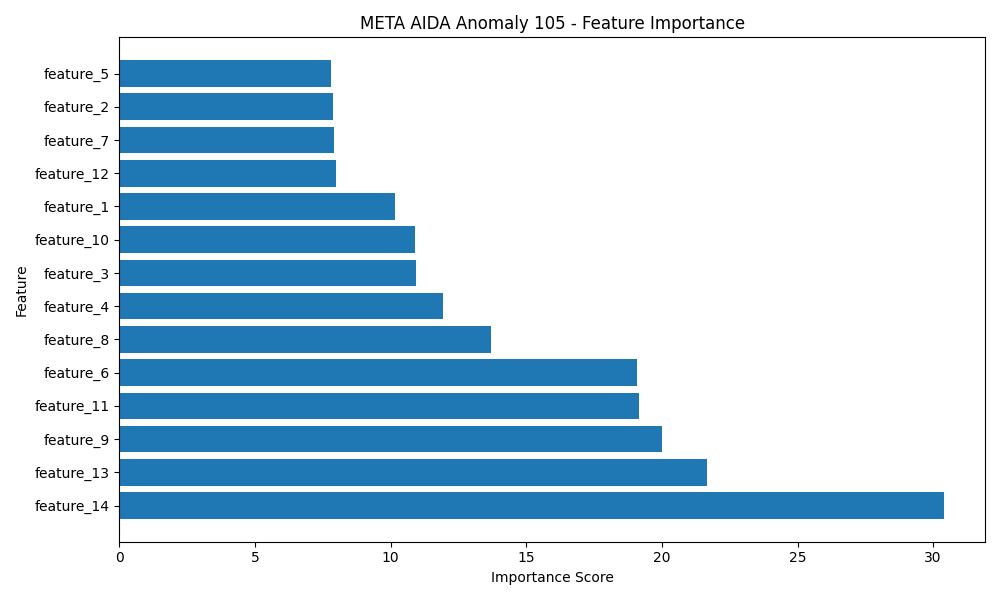 META AIDA Anomaly 105 - Feature Importance
Feature
feature_5
feature_2
feature_7
feature_12
feature_1
feature_10
feature_3
feature_4
feature_8
feature_6
feature_11
feature_9
feature_13
feature_14
0 5 10 15 20 25 30
Importance Score